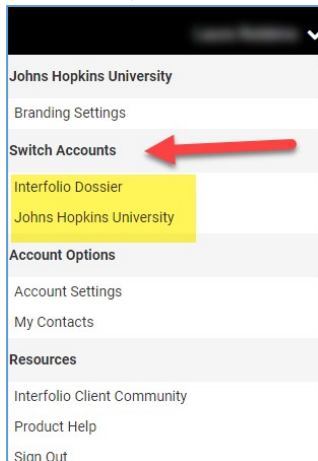 Johns Hopkins University
Branding Settings
Switch Accounts
Interfolio Dossier
Johns Hopkins University
Account Options
Account Settings
My Contacts
Resources
Interfolio Client Community
Product Help
Sign Out